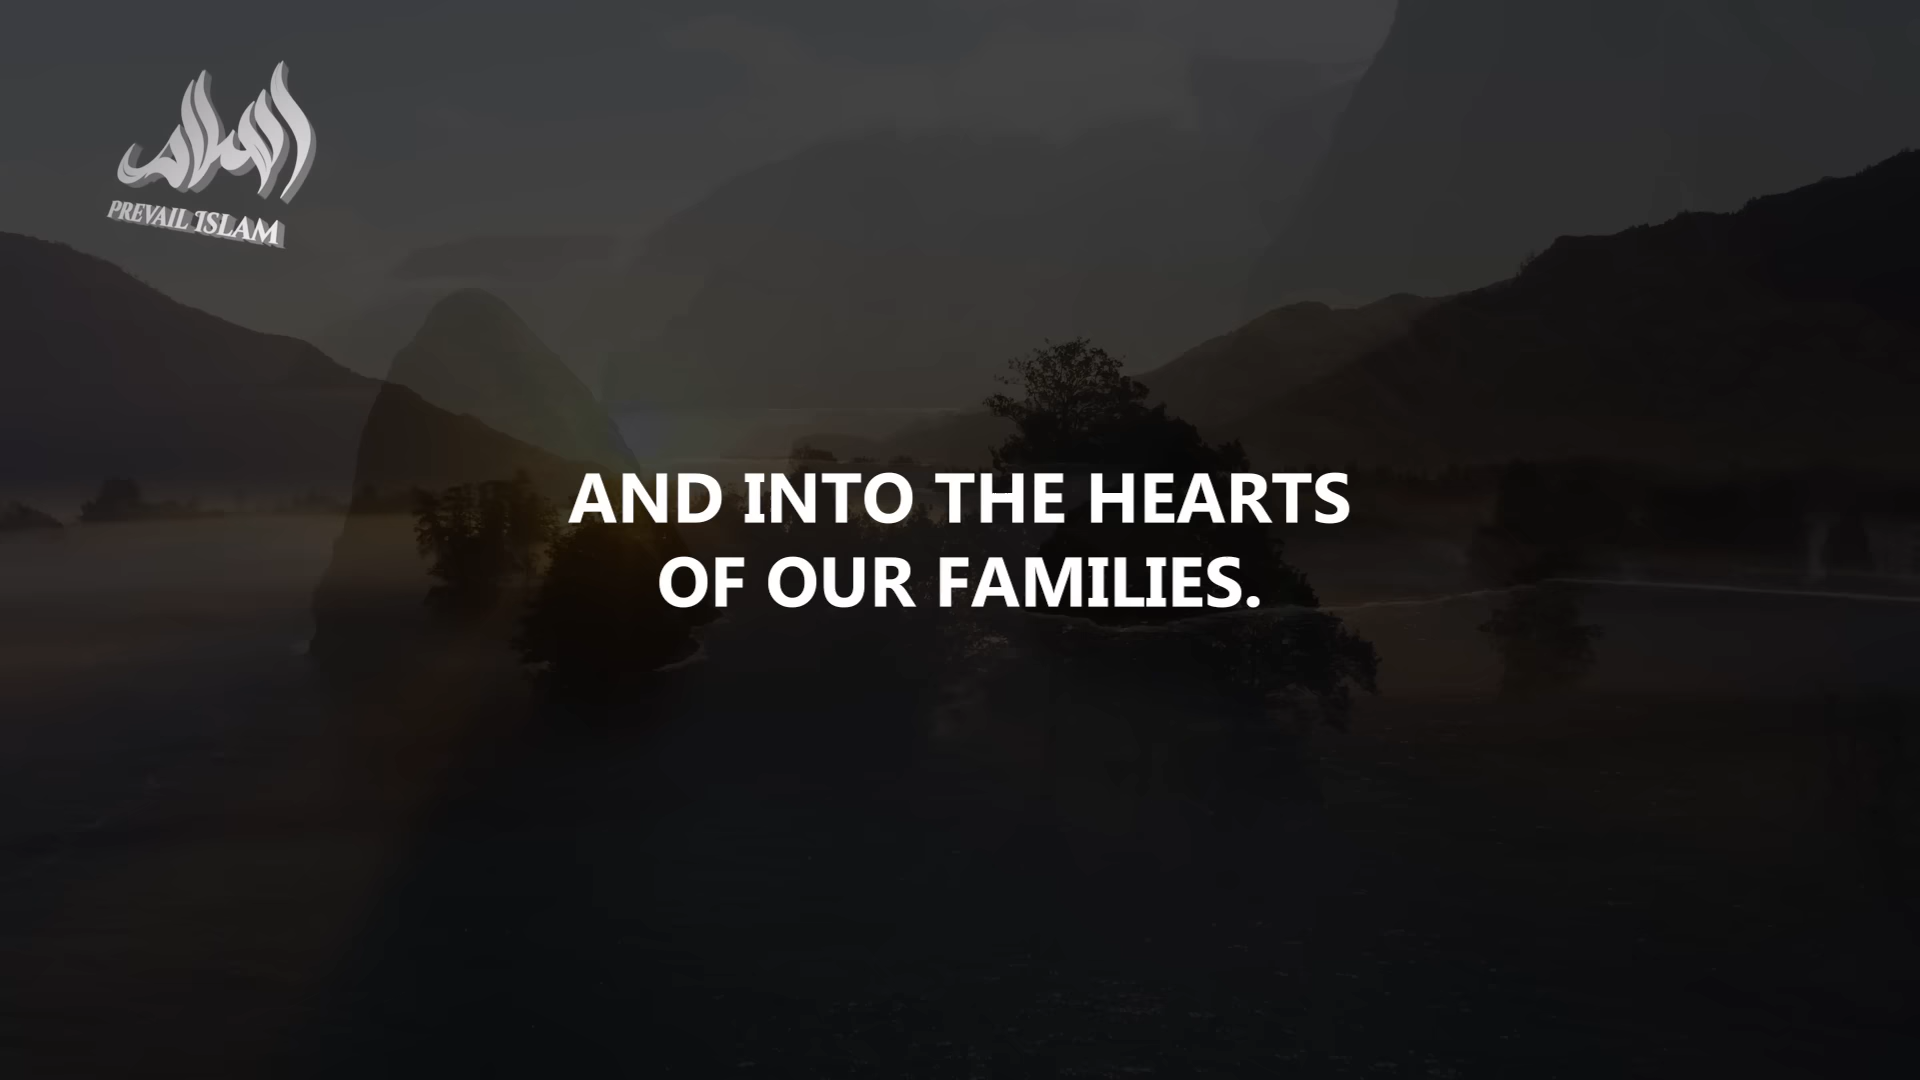 PREVAIL ISLAM
AND INTO THE HEARTS
OF OUR FAMILIES.